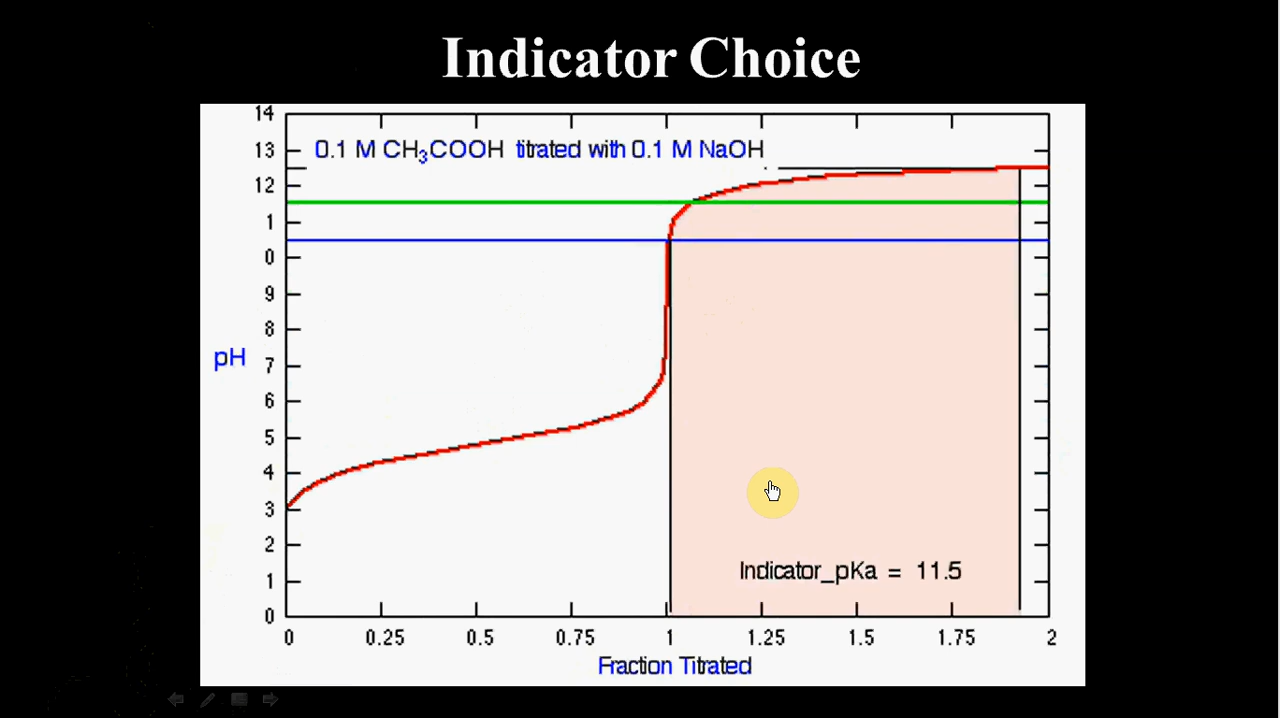 Indicator Choice
14
0.1 M CH₃COOH titrated with 0.1 M NaOH
13
12
1
0
9
8
pH
7
6
5
4
3
2
Indicator_pKa = 11.5
1
0
0 0.25 0.5 0.75 1 1.25 1.5 1.75 2
Fraction Titrated